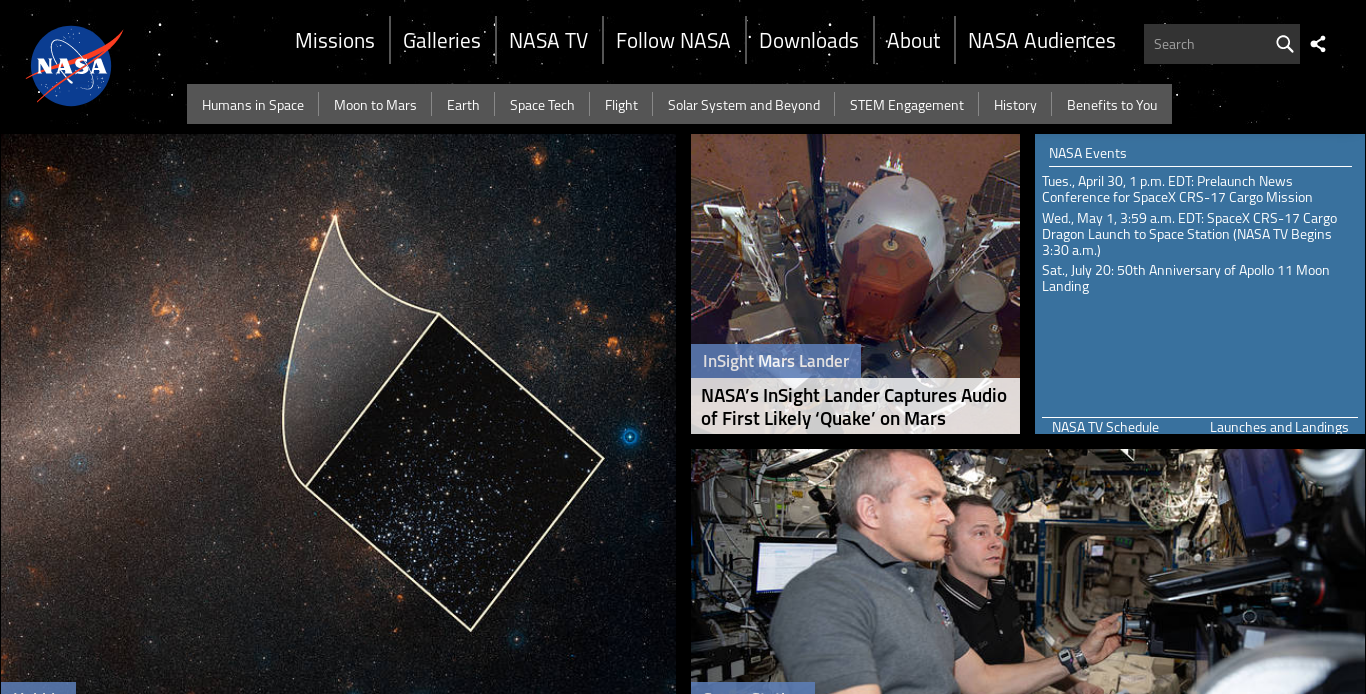 NASA
Missions
Galleries
NASA TV
Follow NASA
Downloads
About
NASA Audiences
Search
Humans in Space
Moon to Mars
Earth
Space Tech
Flight
Solar System and Beyond
STEM Engagement
History
Benefits to You
InSight Mars Lander
NASA’s InSight Lander Captures Audio
of First Likely ‘Quake’ on Mars
NASA Events
Tues., April 30, 1 p.m. EDT: Prelaunch News
Conference for SpaceX CRS-17 Cargo Mission
Wed., May 1, 3:59 a.m. EDT: SpaceX CRS-17 Cargo
Dragon Launch to Space Station (NASA TV Begins
3:30 a.m.)
Sat., July 20: 50th Anniversary of Apollo 11 Moon
Landing
NASA TV Schedule
Launches and Landings